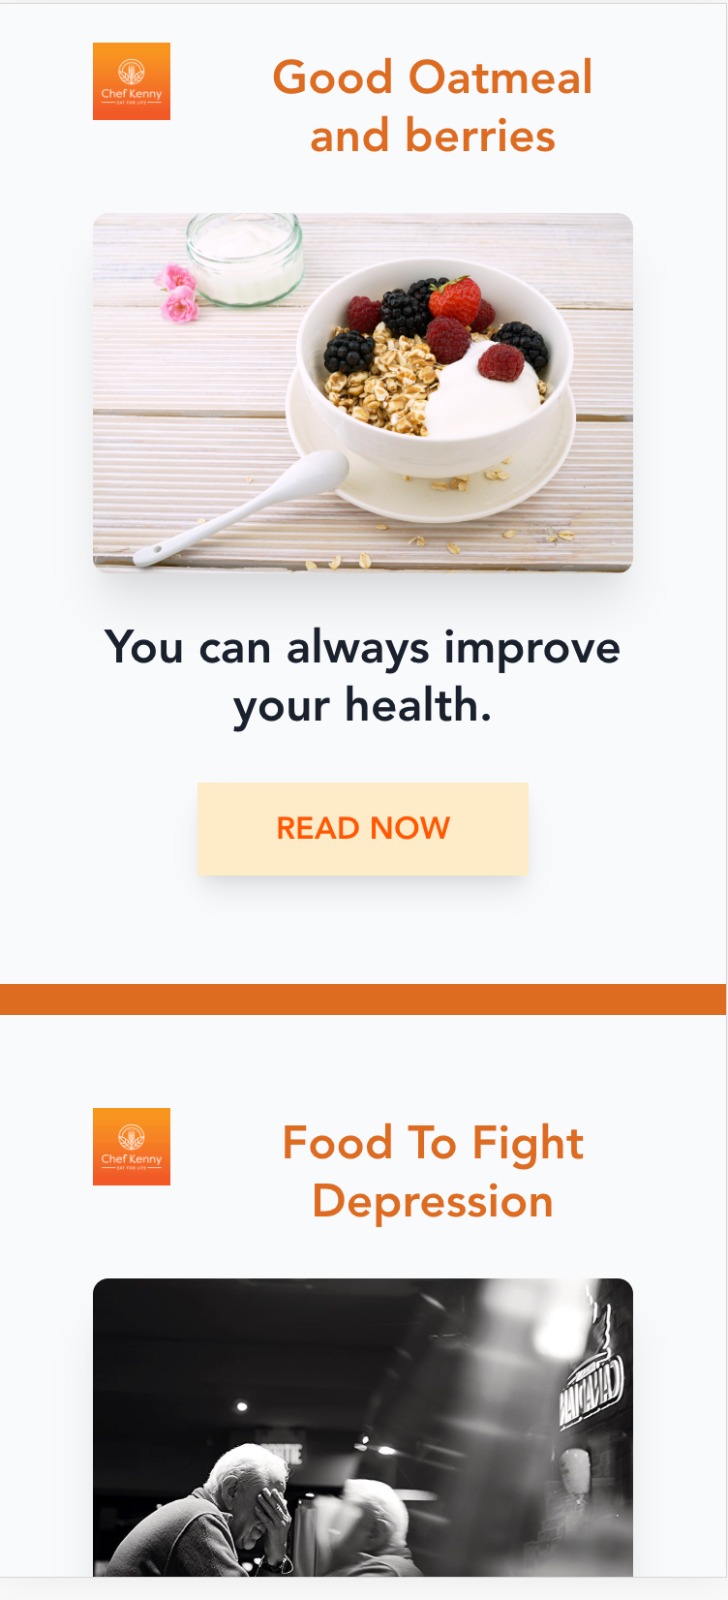 Chef Kenny
EAT FOR LIFE
Good Oatmeal
and berries
You can always improve
your health.
READ NOW
Chef Kenny
EAT FOR LIFE
Food To Fight
Depression
CANADIAN